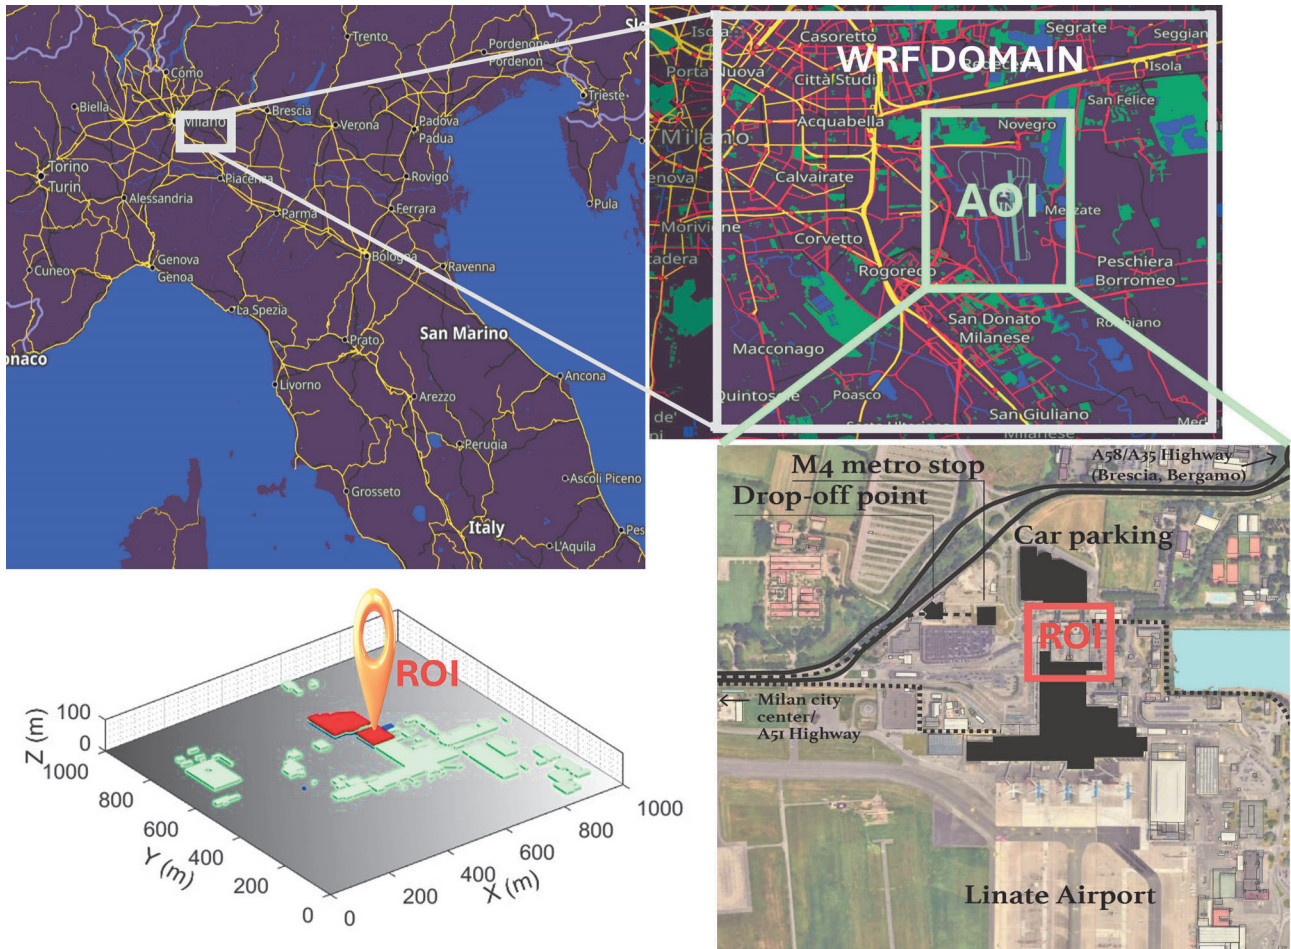 Trento
Pordenone
Pordenon
Como
Trieste
Biella
Milano
Brescia
Verona
Padova
Padua
Torino
Turin
Piacenza
Rovigo
Alessandria
Parma
Ferrara
Pula
Cuneo
Genova
Genoa
Bologna
Ravenna
La Spezia
San Marino
Prato
onaco
Livorno
Arezzo
Ancona
Perugia
Ascoli Piceno
Grosseto
Italy
L'Aquila
Pes
Casoretto
Segrate
Seggian
WRF DOMAIN
Porta Nuova
Città Studi
Isola
San Felice
Acquabella
Novegro
Milano
Calvairate
AOI
Morivione
Corvetto
Rogoredo
Peschiera
Borromeo
San Donato
Milanese
Macconago
Quintosole
Poasco
San Giuliano
Milanese
A58/A35 Highway
(Brescia, Bergamo)
M4 metro stop
Drop-off point
Car parking
ROI
Milan city
center/
A51 Highway
Linate Airport
ROI
Z (m)
100
0
1000
800
600
400
200
0
Y (m)
0
200
400
600
800
1000
X (m)